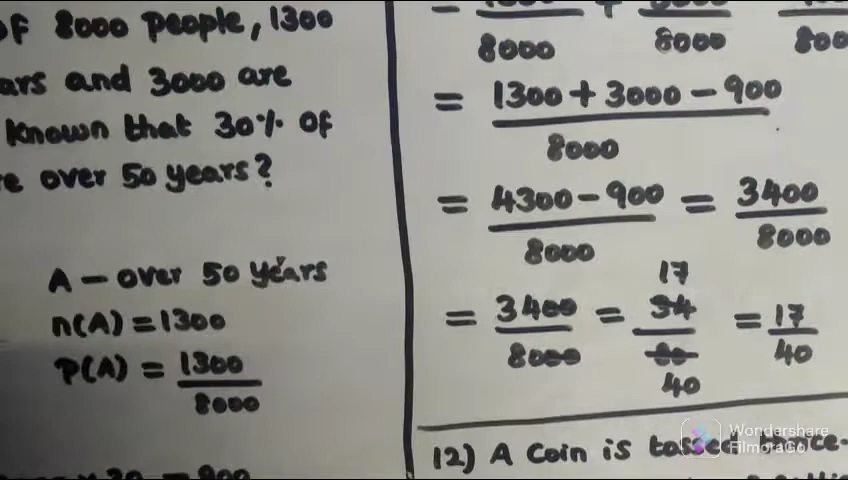 of 8000 people, 1300
ars and 3000 are
Known that 30% of
e over 50 years?
A - over 50 years
n(A) = 1300
P(A) = 1300
8000
8000 8000 800
= 1300 + 3000 - 900
8000
= 4300 - 900 = 3400
8000 8000
17
= 3400 = 34 = 17
8000 80 40
40
12) A Coin is tossed
Wondershare
FilmoraGo